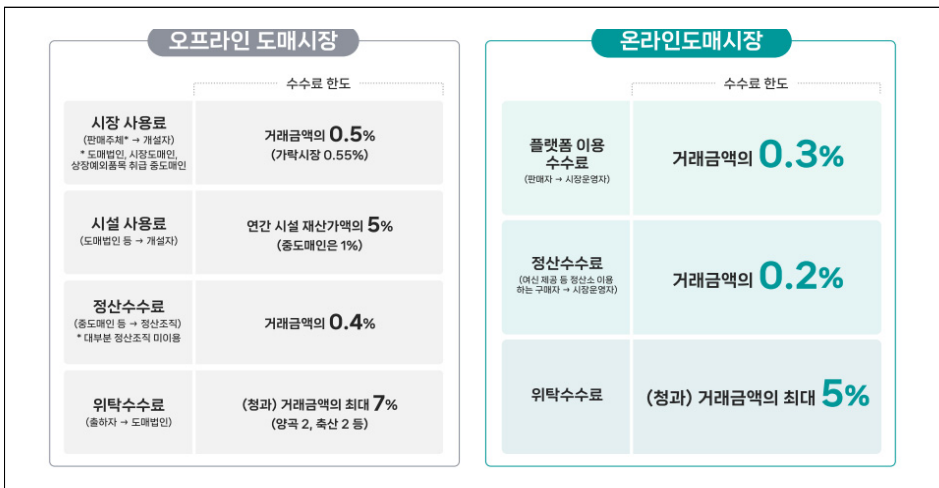 오프라인 도매시장
수수료 한도
시장 사용료
(판매주체* → 개설자)
* 도매법인, 시장도매인,
상장예외품목 취급 중도매인
거래금액의 0.5%
(가락시장 0.55%)
시설 사용료
(도매법인 등 → 개설자)
연간 시설 재산가액의 5%
(중도매인은 1%)
정산수수료
(중도매인 등 → 정산조직)
* 대부분 정산조직 미이용
거래금액의 0.4%
위탁수수료
(출하자 → 도매법인)
(청과) 거래금액의 최대 7%
(양곡 2, 축산 2 등)
온라인도매시장
수수료 한도
플랫폼 이용
수수료
(판매자 → 시장운영자)
거래금액의 0.3%
정산수수료
(여신 제공 등 정산소 이용
하는 구매자 → 시장운영자)
거래금액의 0.2%
위탁수수료
(청과) 거래금액의 최대 5%